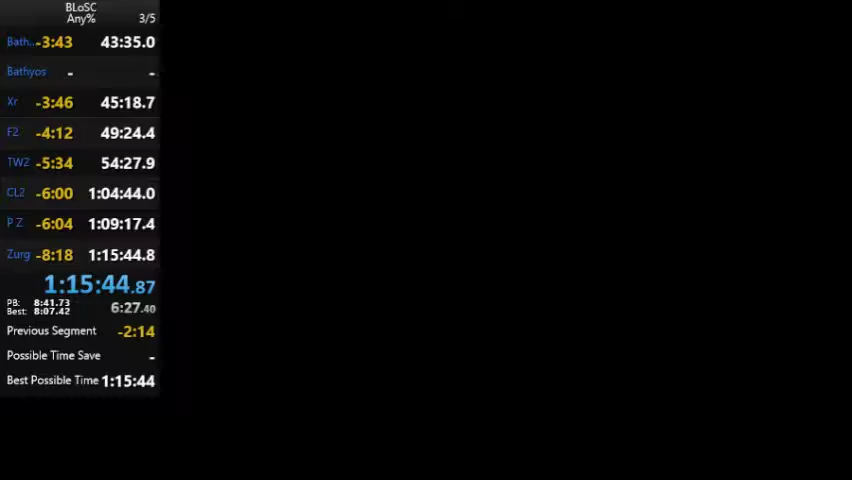 BLoSC
Any% 3/5
Bath... -3:43 43:35.0
Bathyos - -
Xr -3:46 45:18.7
F2 -4:12 49:24.4
TW2 -5:34 54:27.9
CL2 -6:00 1:04:44.0
P Z -6:04 1:09:17.4
Zurg -8:18 1:15:44.8
1:15:44.87
PB: 8:41.73 6:27.40
Best: 8:07.42
Previous Segment -2:14
Possible Time Save -
Best Possible Time 1:15:44